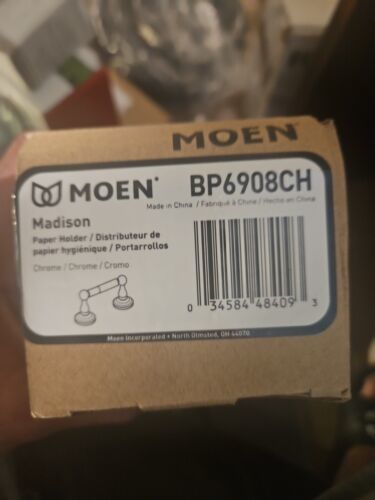 MOEN
MOEN
BP6908CH
Made in China / Fabriqué à Chine / Hecho en China
Madison
Paper Holder / Distributeur de
papier hygiénique / Portarrollos
Chrome / Chrome / Cromo
0 34584 48409 3
Moen Incorporated • North Olmsted, OH 44070